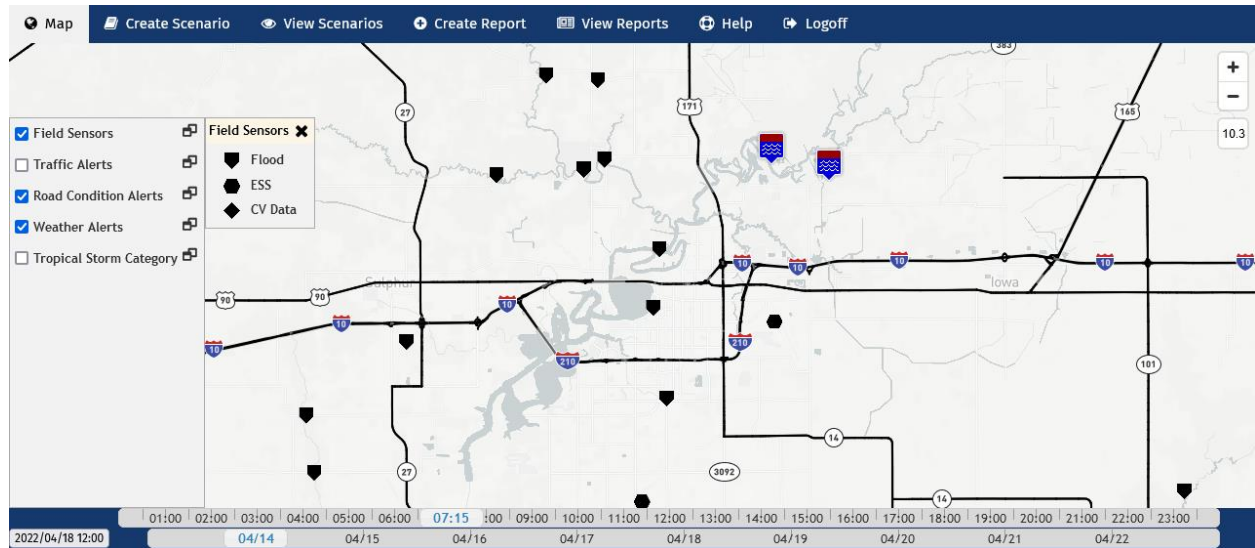 Map Create Scenario View Scenarios Create Report View Reports Help Logoff
383
+
27
171
165
−
10.3
Field Sensors
Traffic Alerts
Road Condition Alerts
Weather Alerts
Tropical Storm Category
Field Sensors
Flood
ESS
CV Data
10
10
10
10
10
Sulphur
Iowa
90
90
10
10
10
210
210
101
14
27
3092
14
01:00 02:00 03:00 04:00 05:00 06:00 07:15 :00 09:00 10:00 11:00 12:00 13:00 14:00 15:00 16:00 17:00 18:00 19:00 20:00 21:00 22:00 23:00
2022/04/18 12:00 04/14 04/15 04/16 04/17 04/18 04/19 04/20 04/21 04/22